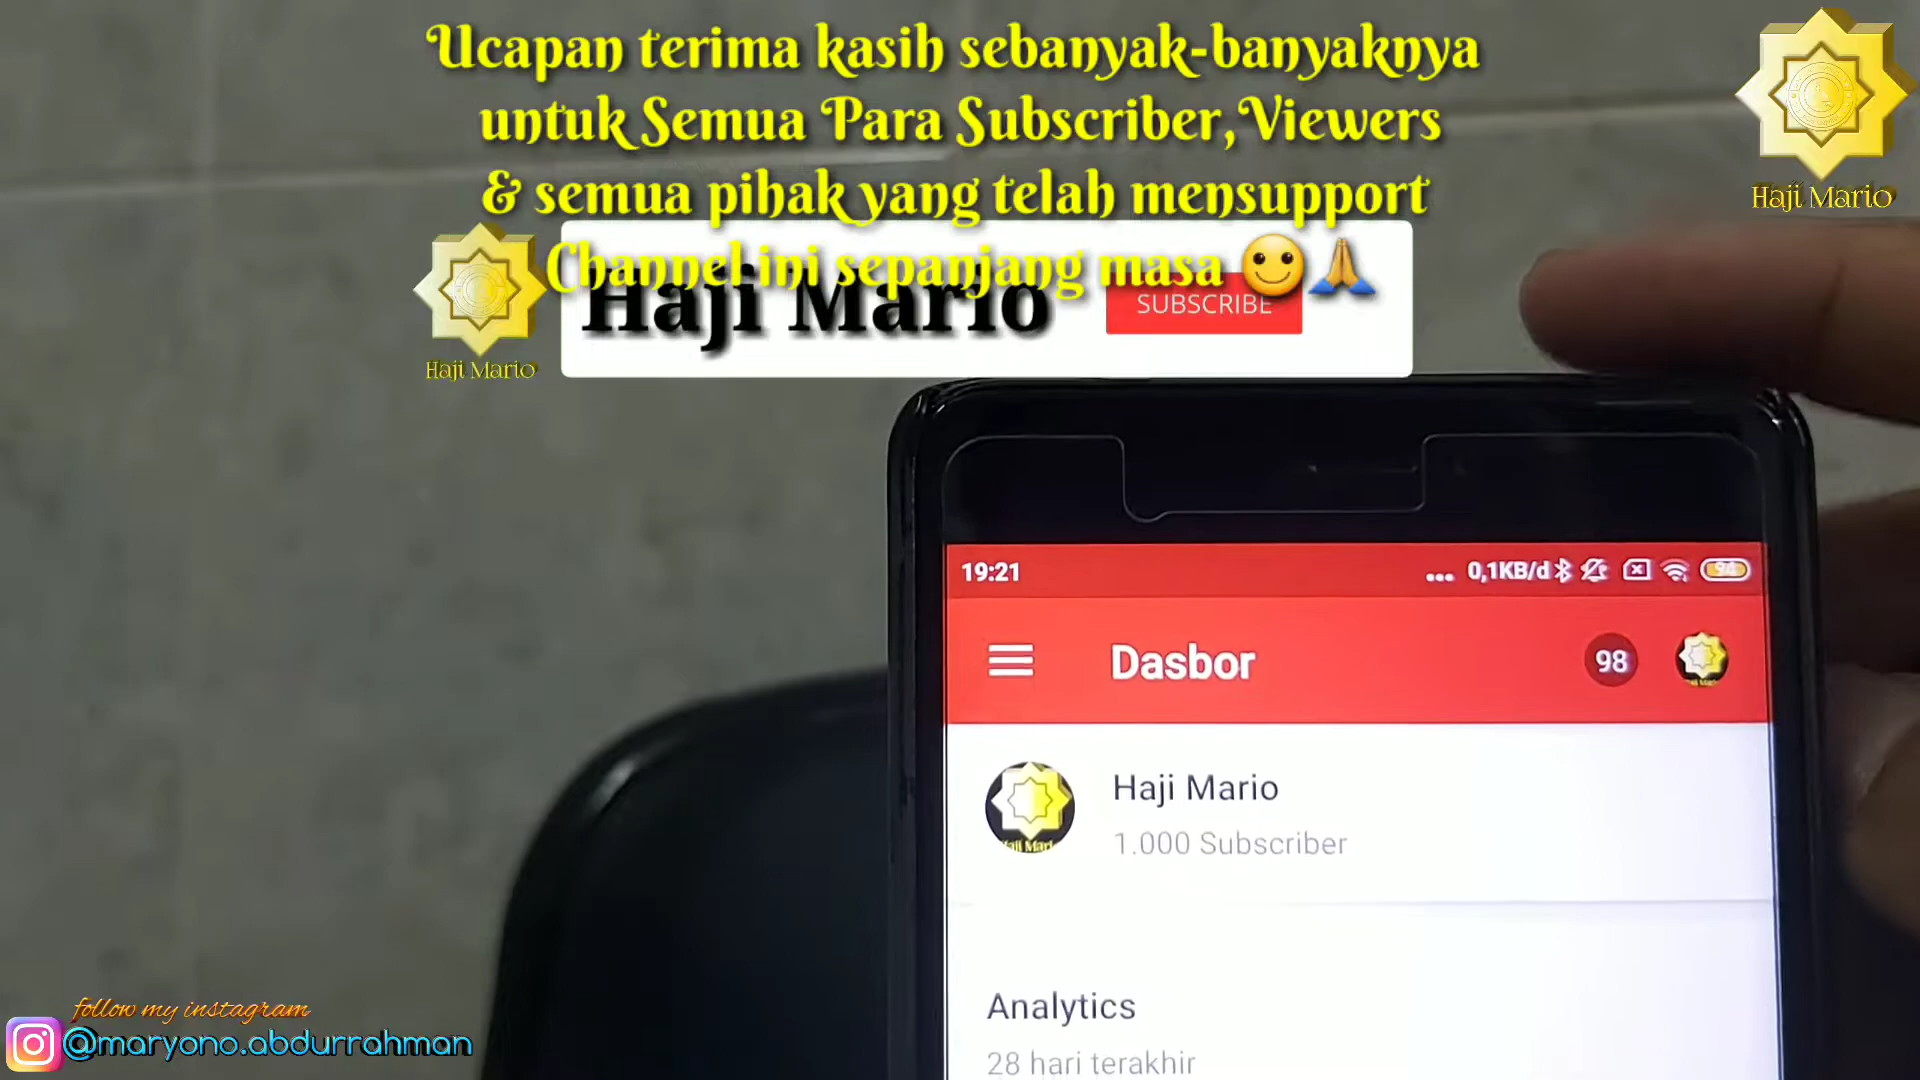 Ucapan terima kasih sebanyak-banyaknya
untuk Semua Para Subscriber,Viewers
& semua pihak yang telah mensupport
Channel ini sepanjang masa 🙂🙏
Haji Mario
Haji Mario
Haji Mario
SUBSCRIBE
19:21
... 0,1KB/d
94
Dasbor
98
Haji Mario
1.000 Subscriber
Analytics
28 hari terakhir
follow my instagram
@maryono.abdurrahman